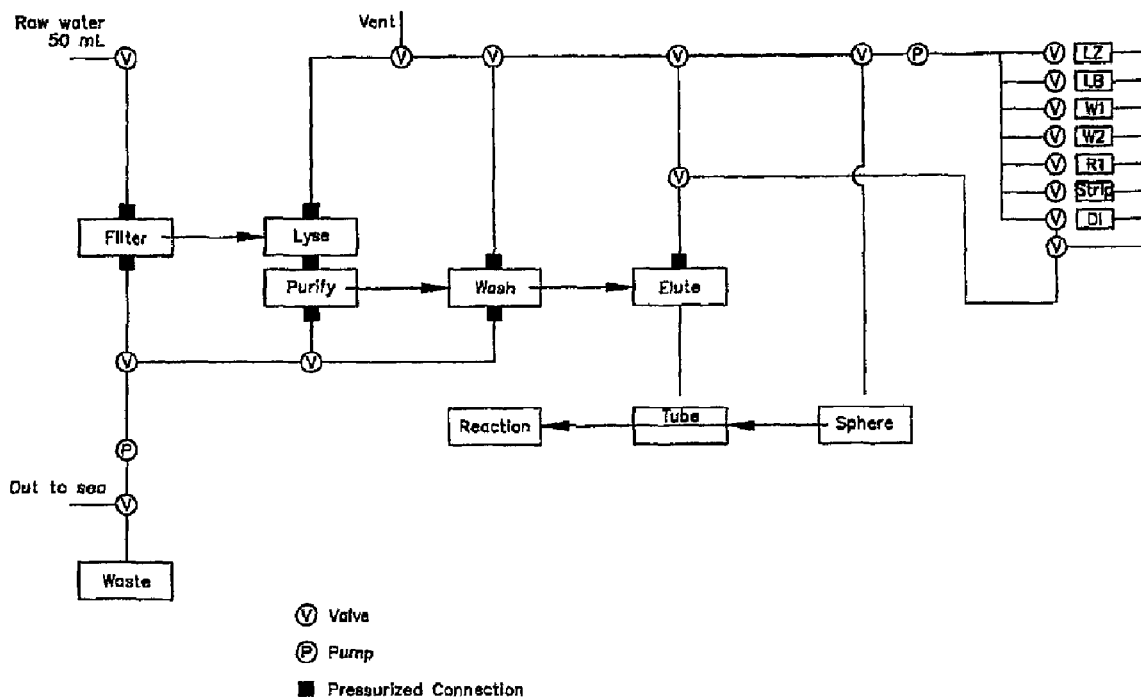 Raw water
50 mL
Vent
V
V
V
V
V
P
V
LZ
V
LB
V
W1
V
W2
V
R1
V
Strip
V
DI
V
V
Filter
Lyse
Purify
Wash
Elute
V
V
Reaction
Tube
Sphere
P
Out to sea
V
Waste
V Valve
P Pump
Pressurized Connection